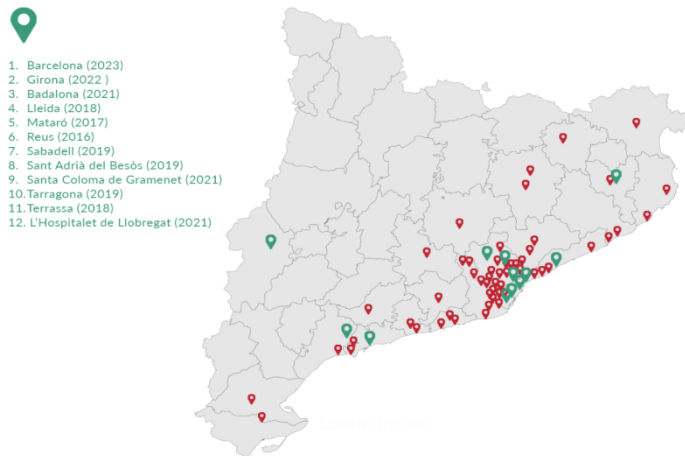 1. Barcelona (2023)
2. Girona (2022 )
3. Badalona (2021)
4. Lleida (2018)
5. Mataró (2017)
6. Reus (2016)
7. Sabadell (2019)
8. Sant Adrià del Besòs (2019)
9. Santa Coloma de Gramenet (2021)
10.Tarragona (2019)
11.Terrassa (2018)
12. L'Hospitalet de Llobregat (2021)